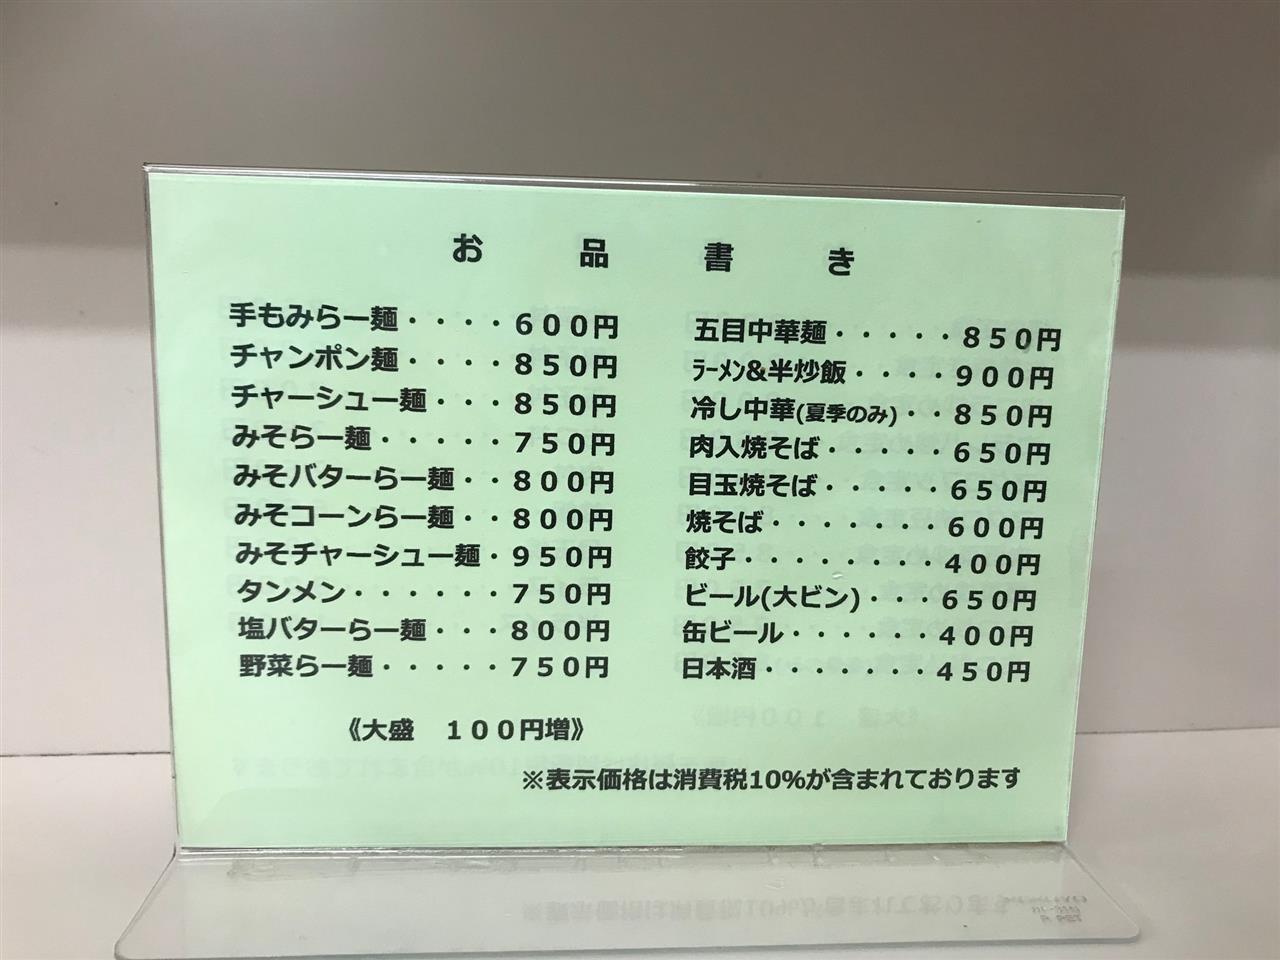 お品書き
手もみらー麺・・・・600円
チャンポン麺・・・・850円
チャーシュー麺・・・850円
みそらー麺・・・・・750円
みそバターらー麺・・800円
みそコーンらー麺・・800円
みそチャーシュー麺・950円
タンメン・・・・・・750円
塩バターらー麺・・・800円
野菜らー麺・・・・・750円
《大盛　100円増》
五目中華麺・・・・・850円
ﾗｰﾒﾝ&半炒飯・・・・900円
冷し中華(夏季のみ)・・850円
肉入焼そば・・・・・650円
目玉焼そば・・・・・650円
焼そば・・・・・・・600円
餃子・・・・・・・・400円
ビール(大ビン)・・・650円
缶ビール・・・・・・400円
日本酒・・・・・・・450円
※表示価格は消費税10%が含まれております